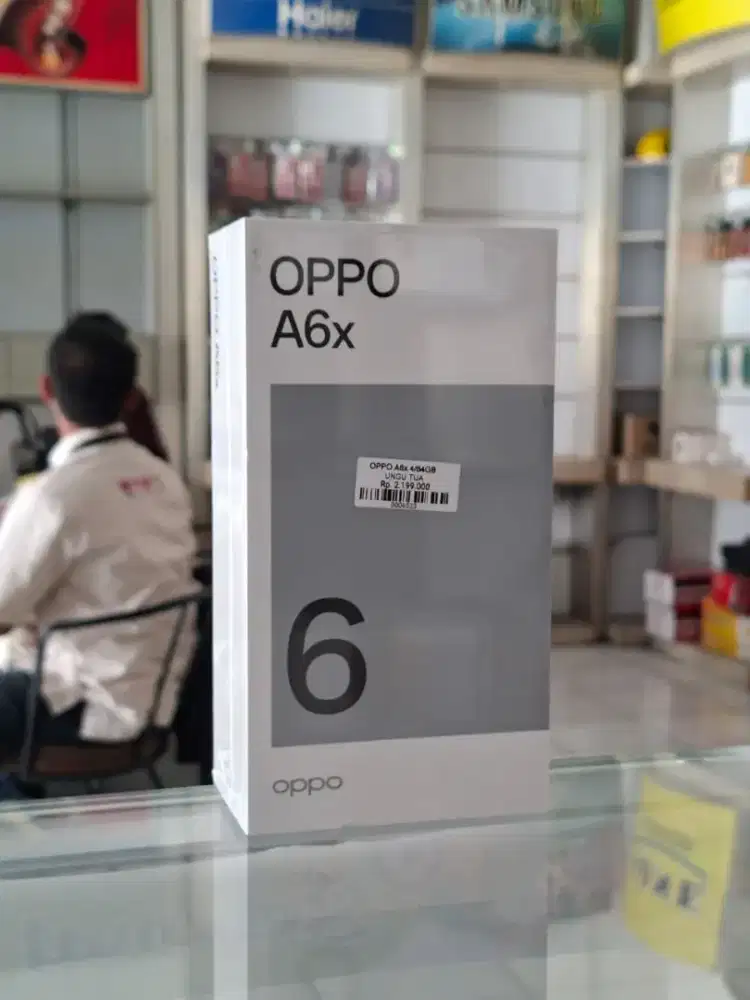 Haier
OPPO
A6x
OPPO A6x 4/64GB
UNGU TUA
Rp. 2.199.000
6
oppo